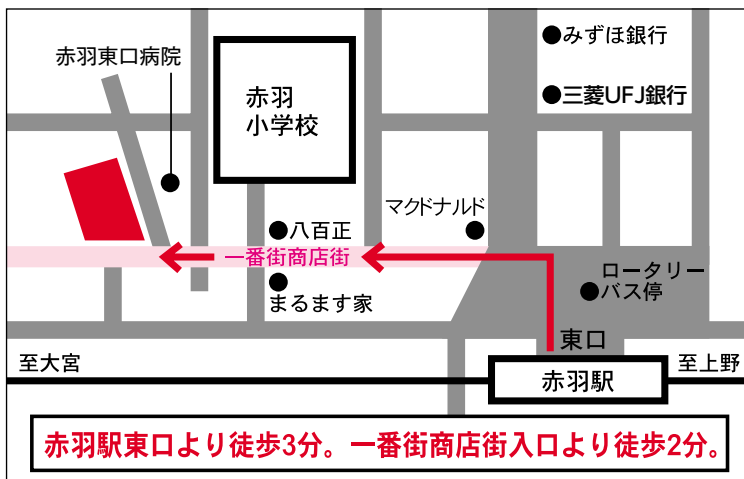 みずほ銀行
赤羽東口病院
三菱UFJ銀行
赤羽
小学校
マクドナルド
八百正
一番街商店街
ロータリー
バス停
まるます家
東口
至大宮
至上野
赤羽駅
赤羽駅東口より徒歩3分。一番街商店街入口より徒歩2分。